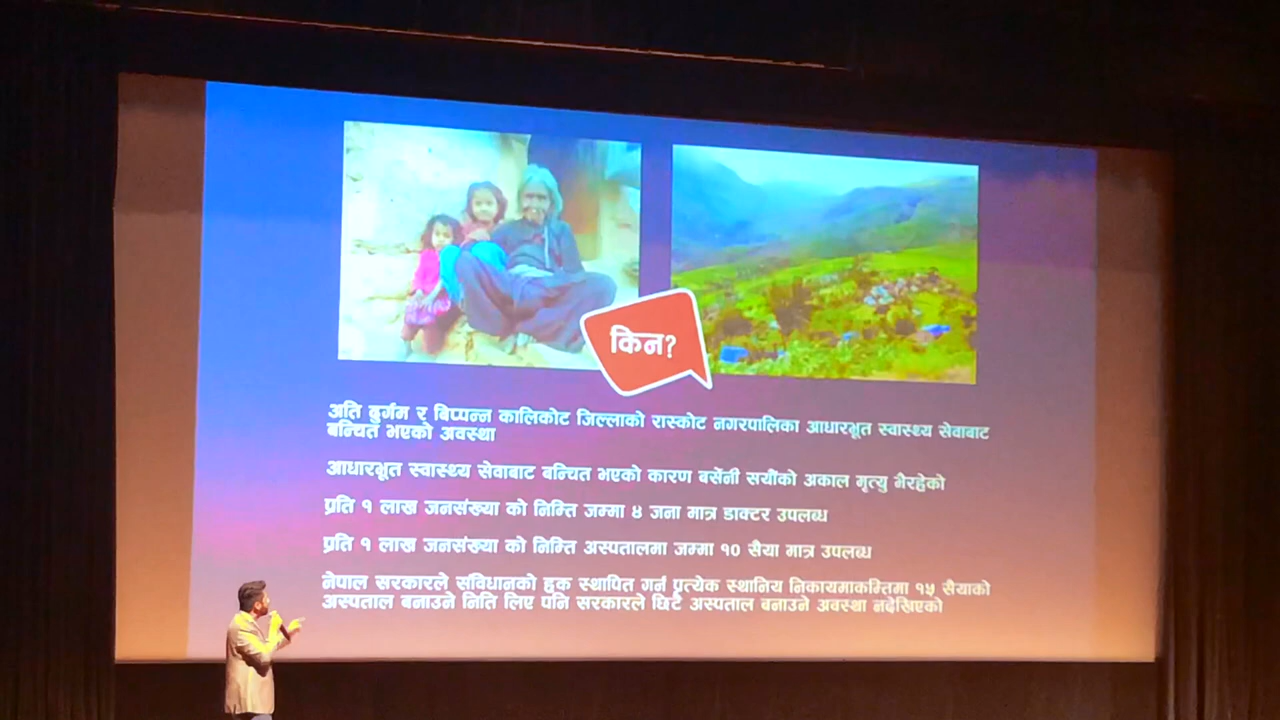 किन?
अति दुर्गम र बिप्पन्न कालिकोट जिल्लाको रास्कोट नगरपालिका आधारभूत स्वास्थ्य सेवाबाट
बन्चित भएको अवस्था
आधारभूत स्वास्थ्य सेवाबाट बन्चित भएको कारण बर्सेनी सयौंको अकाल मृत्यु भैरहेको
प्रति १ लाख जनसंख्या को निम्ति जम्मा ४ जना मात्र डाक्टर उपलब्ध
प्रति १ लाख जनसंख्या को निम्ति अस्पतालमा जम्मा १० सैया मात्र उपलब्ध
नेपाल सरकारले संविधानको हक स्थापित गर्न प्रत्येक स्थानिय निकायमाकम्तिमा १५ सैयाको
अस्पताल बनाउने निति लिए पनि सरकारले छिटै अस्पताल बनाउने अवस्था नदेखिएको